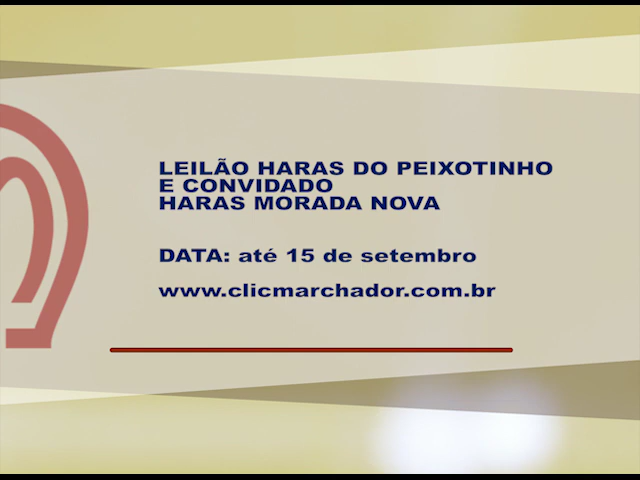 LEILÃO HARAS DO PEIXOTINHO
E CONVIDADO
HARAS MORADA NOVA
DATA: até 15 de setembro
www.clicmarchador.com.br